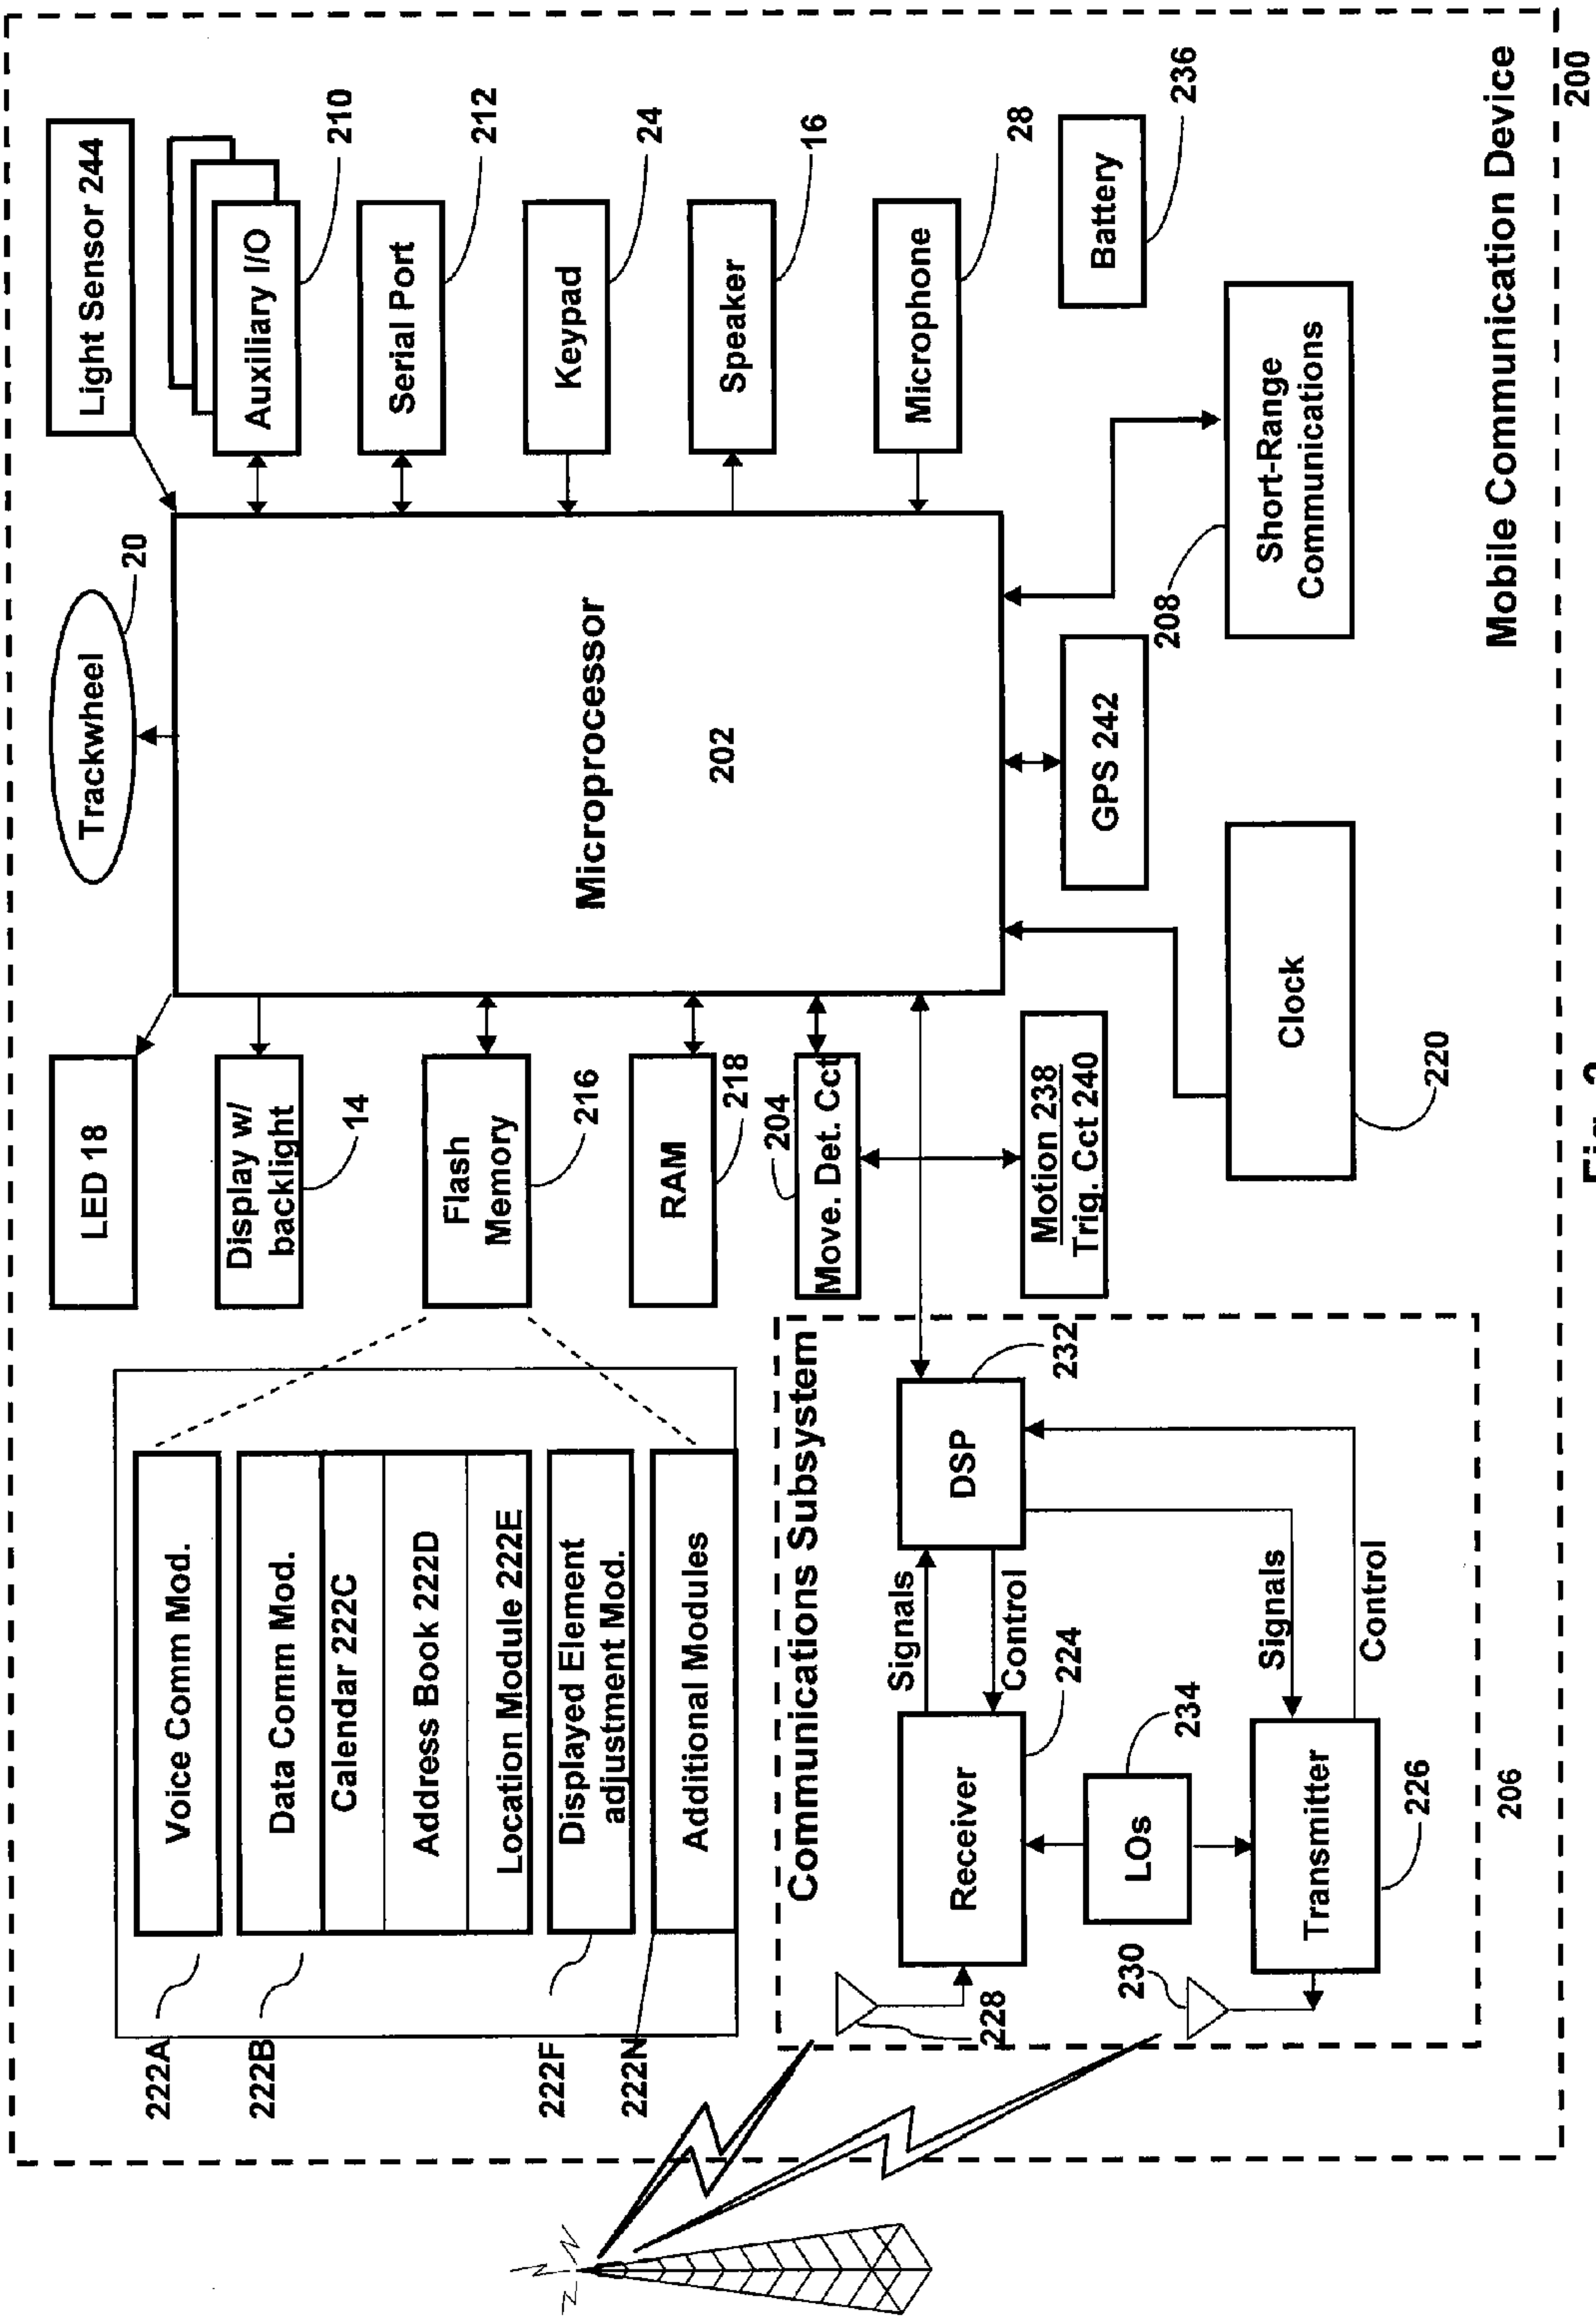 Trackwheel
20
LED 18
Light Sensor 244
Voice Comm Mod.
222A
Data Comm Mod.
222B
Calendar 222C
Address Book 222D
Location Module 222E
Displayed Element
adjustment Mod.
222F
Additional Modules
222N
Display w/
backlight
14
Flash
Memory
216
RAM
218
204
Move. Det. Cct
Motion 238
Trig. Cct 240
Microprocessor
202
Auxiliary I/O
210
Serial Port
212
Keypad
24
Speaker
16
Microphone
28
Battery
236
Communications Subsystem
Receiver
224
Signals
Control
DSP
232
228
LOs
234
230
Transmitter
226
Signals
Control
206
GPS 242
Clock
220
208
Short-Range
Communications
Mobile Communication Device
200